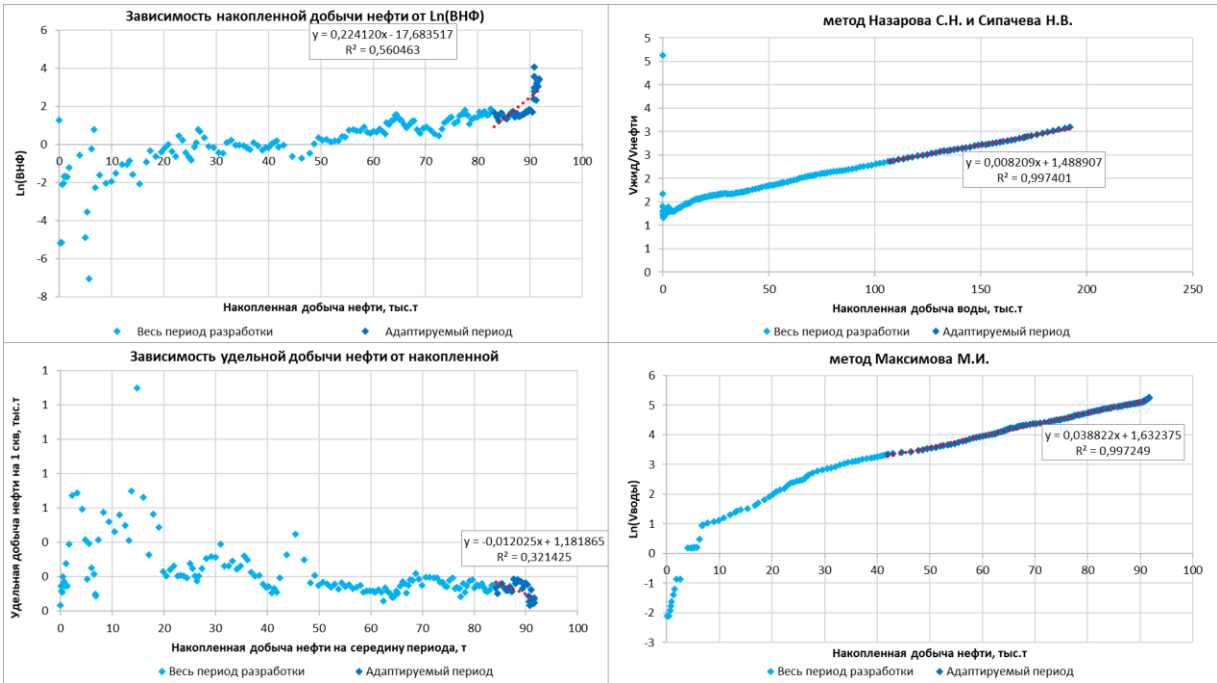 Зависимость накопленной добычи нефти от Ln(ВНФ)
y = 0,224120x - 17,683517
R² = 0,560463
6
4
2
0
-2
-4
-6
-8
Ln(ВНФ)
0 10 20 30 40 50 60 70 80 90 100
Накопленная добыча нефти, тыс.т
Весь период разработки Адаптируемый период
метод Назарова С.Н. и Сипачева Н.В.
5
4
4
3
3
2
2
1
1
0
Vжид/Vнефти
y = 0,008209x + 1,488907
R² = 0,997401
0 50 100 150 200 250
Накопленная добыча воды, тыс.т
Весь период разработки Адаптируемый период
Зависимость удельной добычи нефти от накопленной
1
1
1
1
1
0
0
0
Удельная добыча нефти на 1 скв, тыс.т
y = -0,012025x + 1,181865
R² = 0,321425
0 10 20 30 40 50 60 70 80 90 100
Накопленная добыча нефти на середину периода, т
Весь период разработки Адаптируемый период
метод Максимова М.И.
6
5
4
3
2
1
0
-1
-2
-3
Ln(Vводы)
y = 0,038822x + 1,632375
R² = 0,997249
0 10 20 30 40 50 60 70 80 90 100
Накопленная добыча нефти, тыс.т
Весь период разработки Адаптируемый период